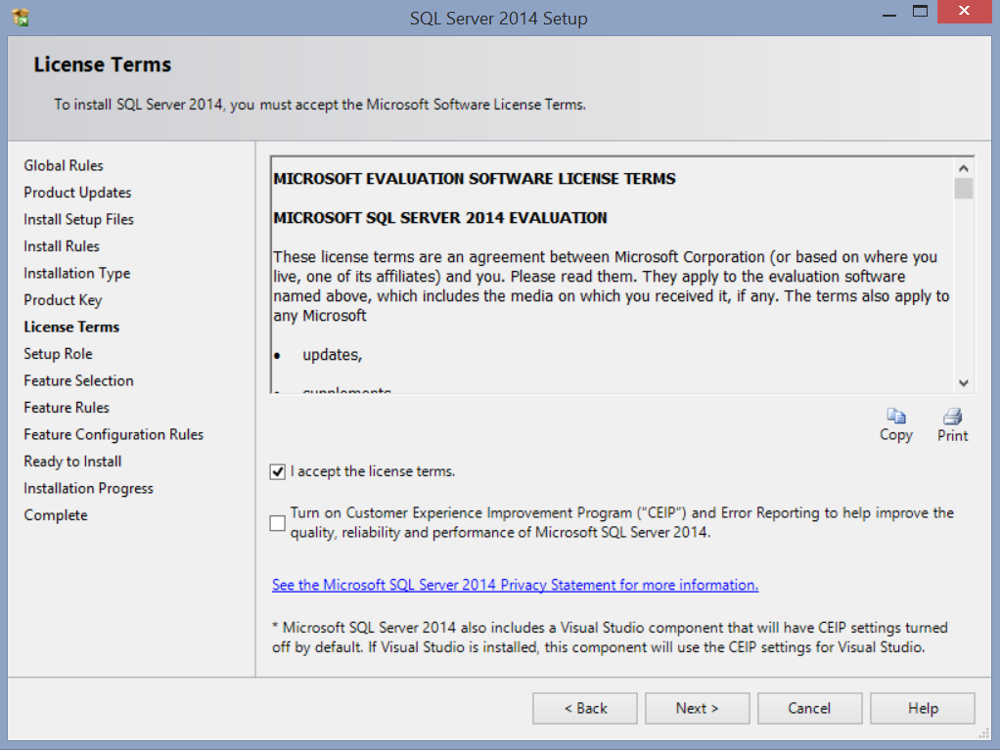 SQL Server 2014 Setup
License Terms
To install SQL Server 2014, you must accept the Microsoft Software License Terms.
Global Rules
Product Updates
Install Setup Files
Install Rules
Installation Type
Product Key
License Terms
Setup Role
Feature Selection
Feature Rules
Feature Configuration Rules
Ready to Install
Installation Progress
Complete
MICROSOFT EVALUATION SOFTWARE LICENSE TERMS
MICROSOFT SQL SERVER 2014 EVALUATION
These license terms are an agreement between Microsoft Corporation (or based on where you
live, one of its affiliates) and you. Please read them. They apply to the evaluation software
named above, which includes the media on which you received it, if any. The terms also apply to
any Microsoft
• updates,
• supplements
Copy
Print
I accept the license terms.
Turn on Customer Experience Improvement Program ("CEIP") and Error Reporting to help improve the
quality, reliability and performance of Microsoft SQL Server 2014.
See the Microsoft SQL Server 2014 Privacy Statement for more information.
* Microsoft SQL Server 2014 also includes a Visual Studio component that will have CEIP settings turned
off by default. If Visual Studio is installed, this component will use the CEIP settings for Visual Studio.
< Back
Next >
Cancel
Help